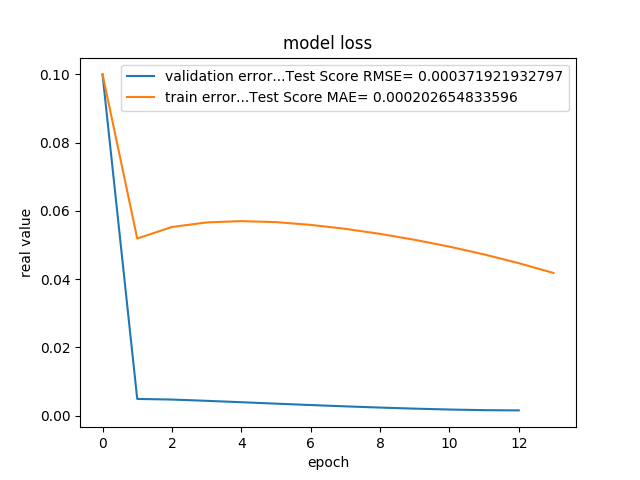 model loss
validation error...Test Score RMSE= 0.000371921932797
train error...Test Score MAE= 0.000202654833596
0.10
0.08
0.06
0.04
0.02
0.00
real value
0 2 4 6 8 10 12
epoch